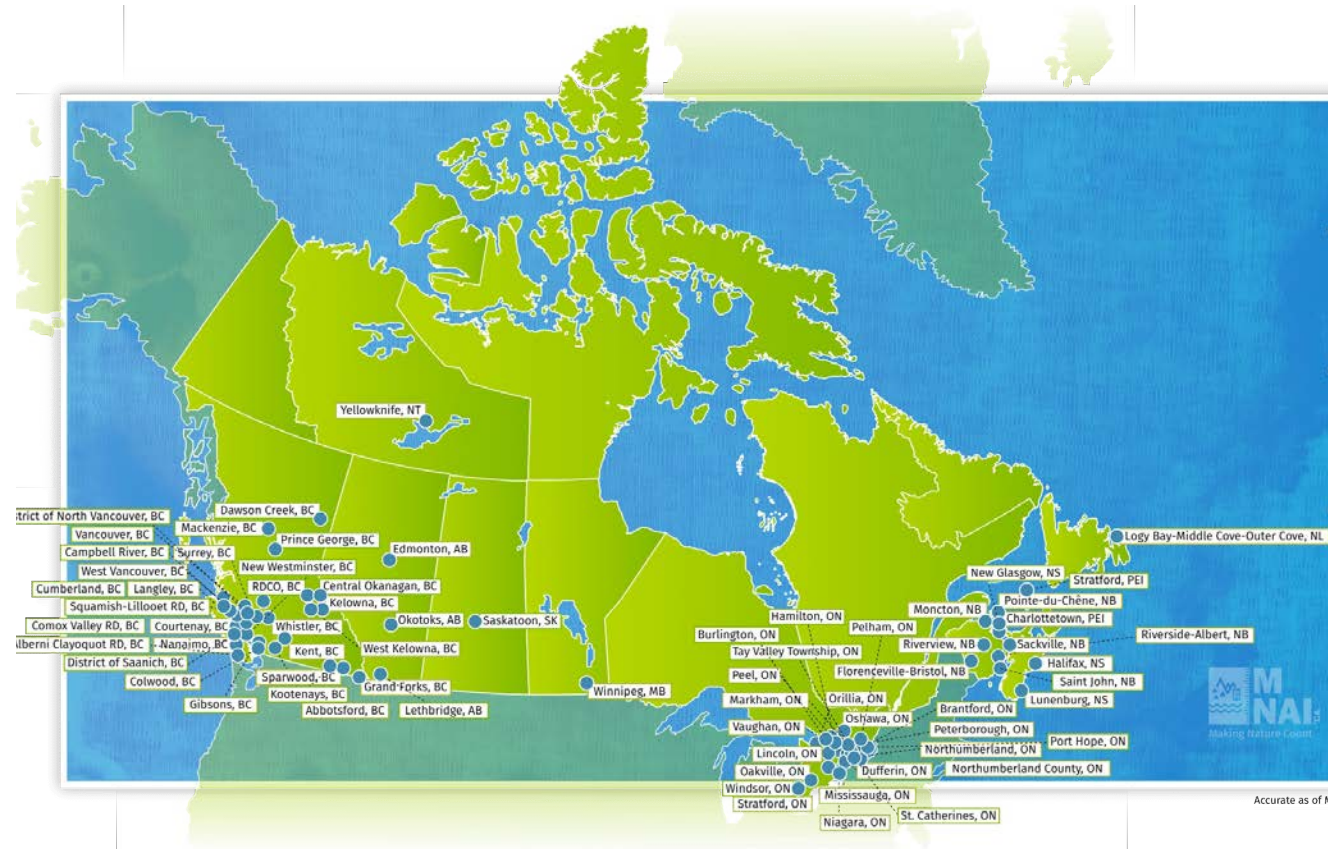 Yellowknife, NT
Dawson Creek, BC
strict of North Vancouver, BC
Mackenzie, BC
Vancouver, BC
Prince George, BC
Campbell River, BC
Surrey, BC
Edmonton, AB
West Vancouver, BC
New Westminster, BC
Cumberland, BC
Langley, BC
RDCO, BC
Central Okanagan, BC
Squamish-Lillooet RD, BC
Kelowna, BC
Comox Valley RD, BC
Courtenay, BC
Whistler, BC
Okotoks, AB
Saskatoon, SK
lberni Clayoquot RD, BC
Nanaimo, BC
Kent, BC
West Kelowna, BC
District of Saanich, BC
Colwood, BC
Sparwood, BC
Grand Forks, BC
Gibsons, BC
Kootenays, BC
Abbotsford, BC
Lethbridge, AB
Winnipeg, MB
Logy Bay-Middle Cove-Outer Cove, NL
New Glasgow, NS
Stratford, PEI
Pointe-du-Chêne, NB
Moncton, NB
Charlottetown, PEI
Riverview, NB
Sackville, NB
Riverside-Albert, NB
Halifax, NS
Florenceville-Bristol, NB
Saint John, NB
Lunenburg, NS
Hamilton, ON
Pelham, ON
Burlington, ON
Tay Valley Township, ON
Peel, ON
Orillia, ON
Markham, ON
Brantford, ON
Oshawa, ON
Vaughan, ON
Peterborough, ON
Port Hope, ON
Lincoln, ON
Northumberland, ON
Oakville, ON
Dufferin, ON
Northumberland County, ON
Windsor, ON
Mississauga, ON
Stratford, ON
St. Catherines, ON
Niagara, ON
M
NAI
Making Nature Count
Accurate as of M